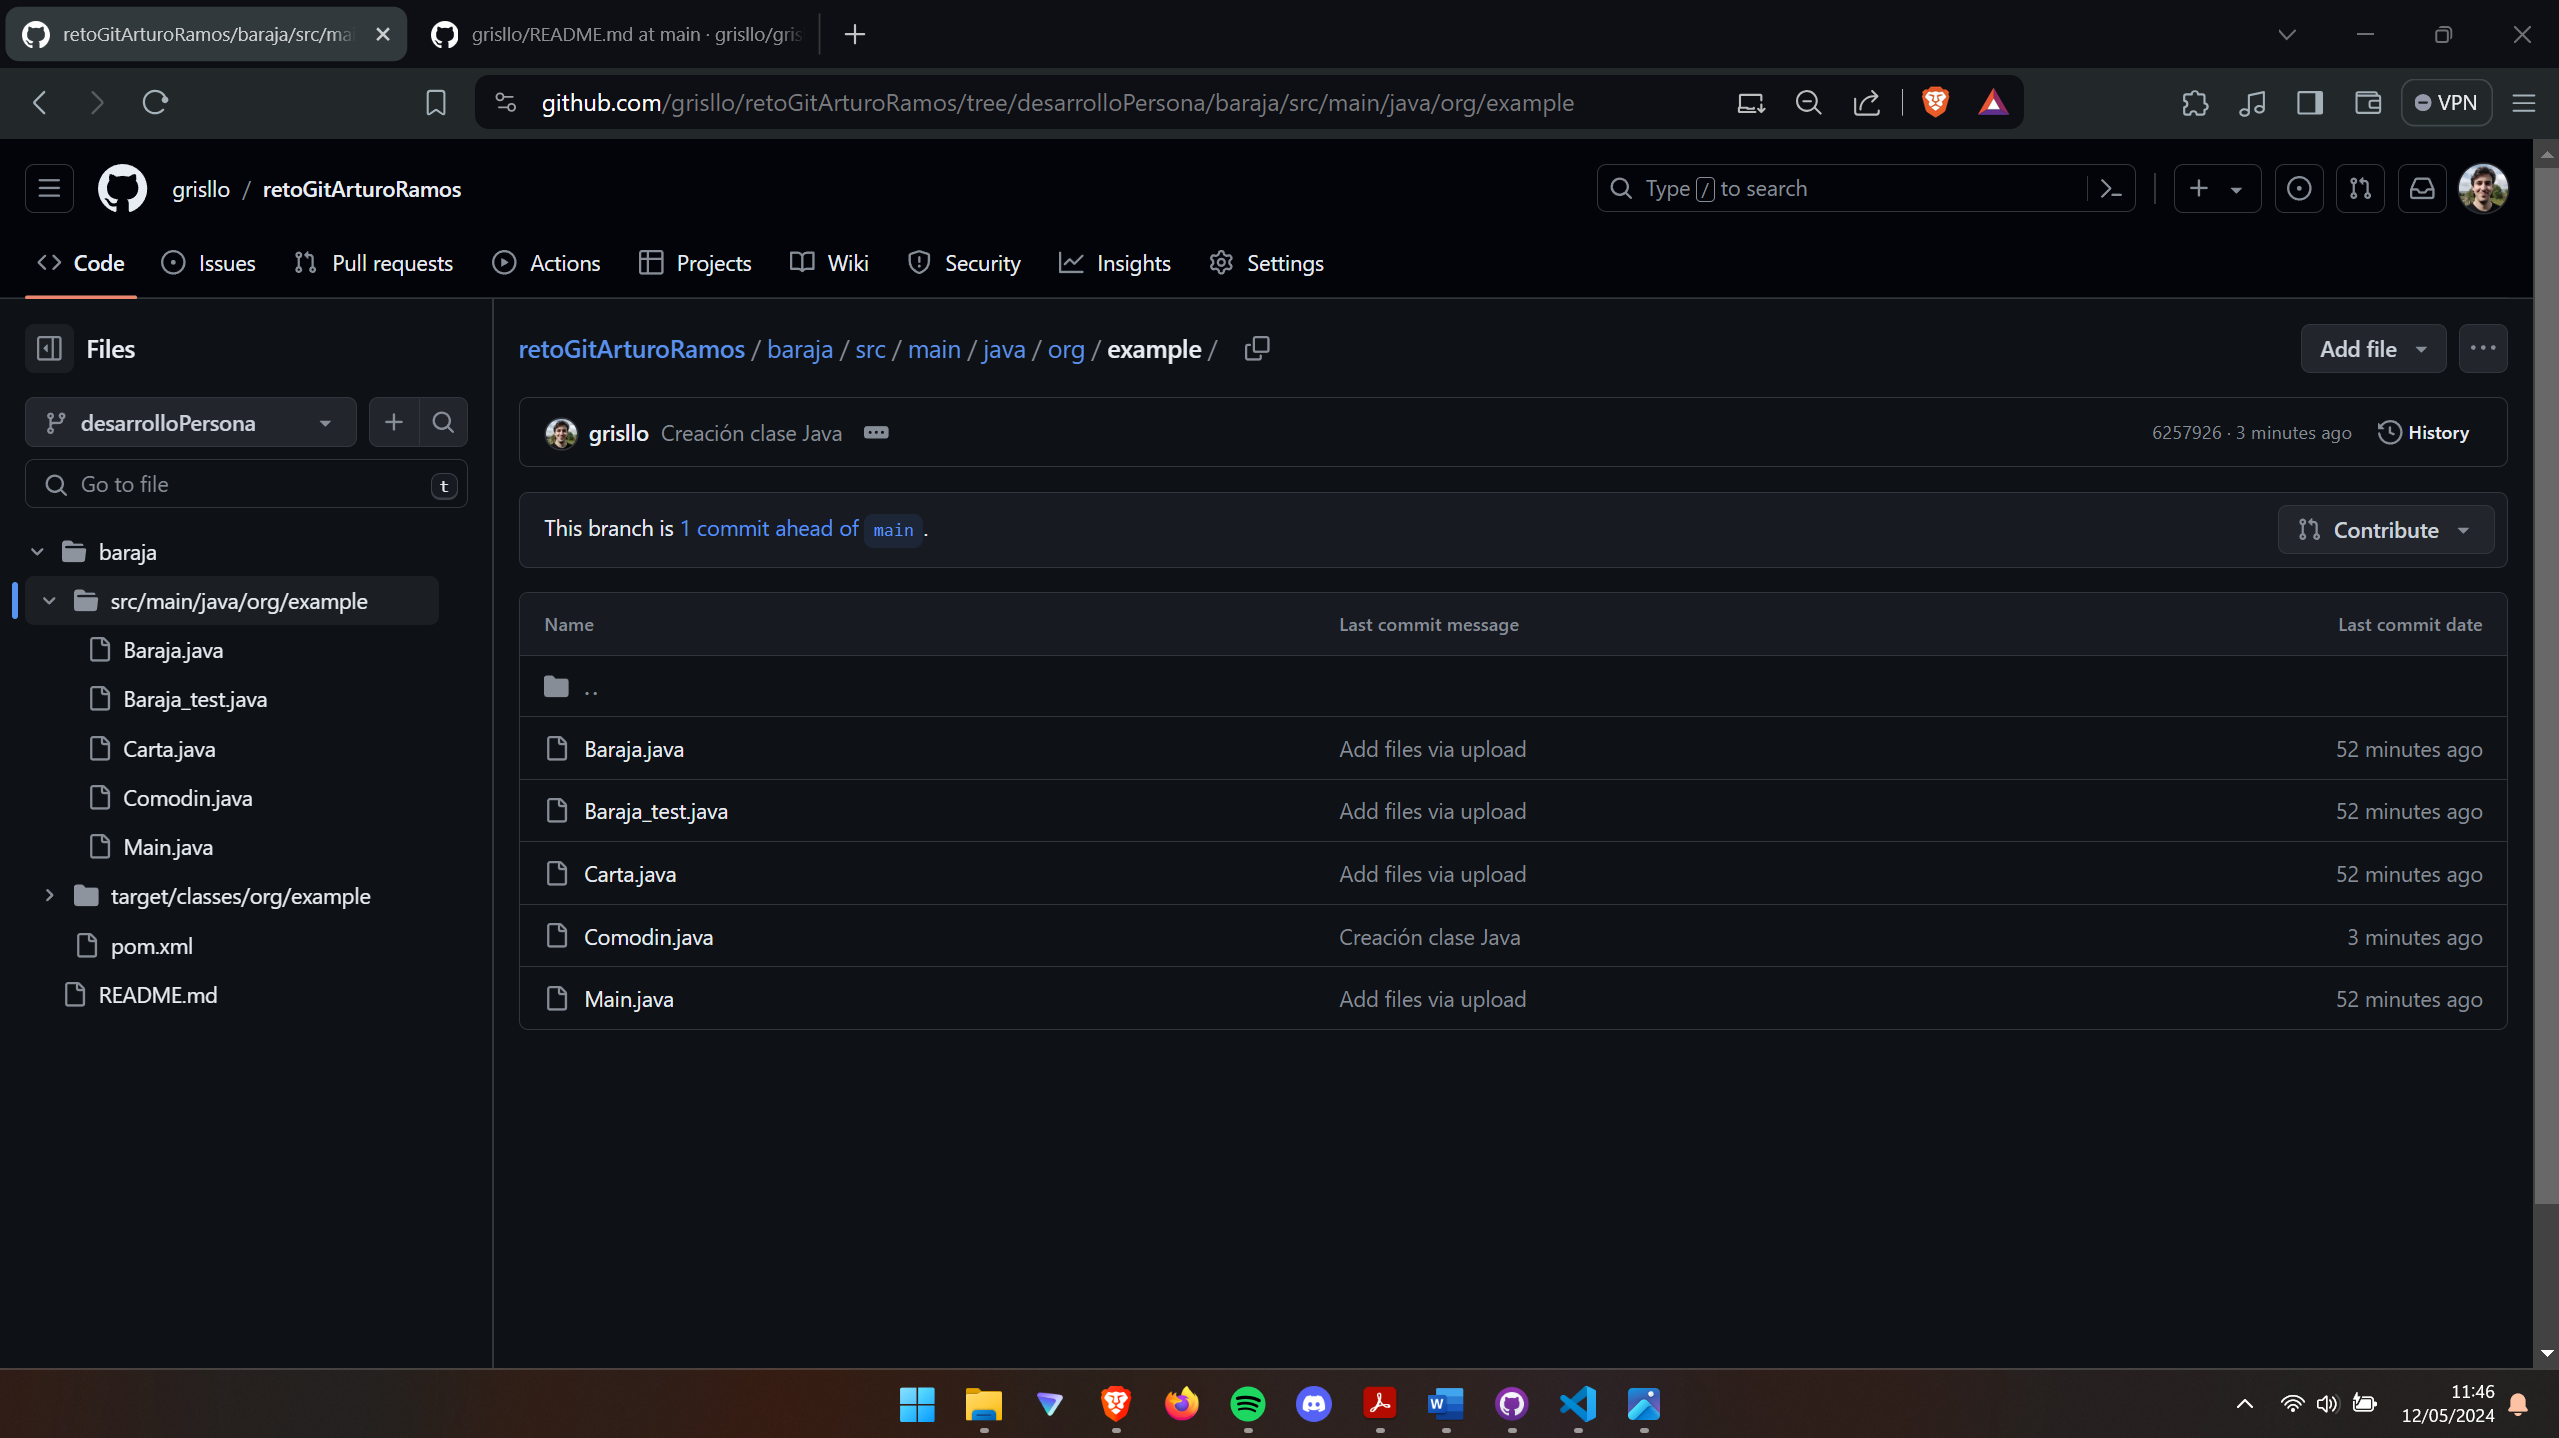 retoGitArturoRamos/baraja/src/ma
grisllo/README.md at main · grisllo/gris
github.com/grisllo/retoGitArturoRamos/tree/desarrolloPersona/baraja/src/main/java/org/example
VPN
grisllo / retoGitArturoRamos
Type / to search
Code
Issues
Pull requests
Actions
Projects
Wiki
Security
Insights
Settings
Files
desarrolloPersona
Go to file
t
baraja
src/main/java/org/example
Baraja.java
Baraja_test.java
Carta.java
Comodin.java
Main.java
target/classes/org/example
pom.xml
README.md
retoGitArturoRamos / baraja / src / main / java / org / example /
Add file
grisllo Creación clase Java
6257926 · 3 minutes ago
History
This branch is 1 commit ahead of main .
Contribute
Name Last commit message Last commit date
..
Baraja.java Add files via upload 52 minutes ago
Baraja_test.java Add files via upload 52 minutes ago
Carta.java Add files via upload 52 minutes ago
Comodin.java Creación clase Java 3 minutes ago
Main.java Add files via upload 52 minutes ago
11:46
12/05/2024